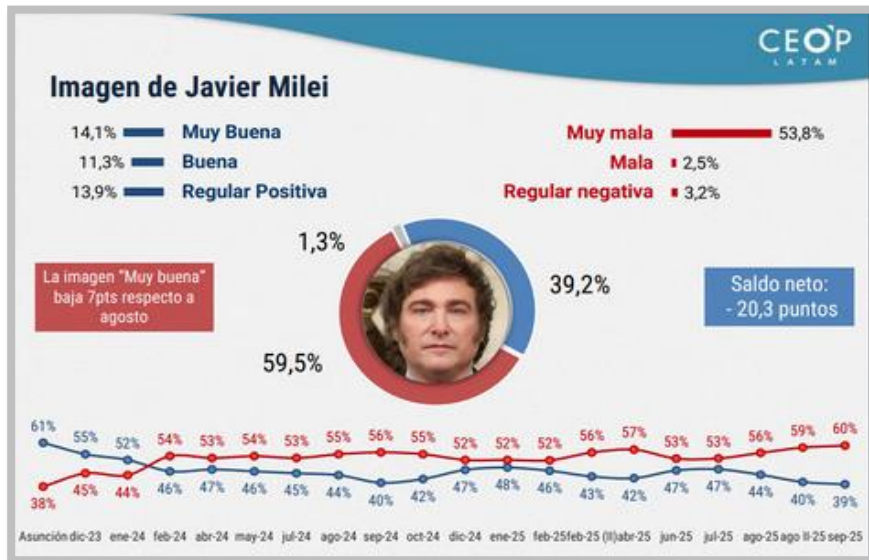 CEOP
LATAM
Imagen de Javier Milei
14,1% Muy Buena
11,3% Buena
13,9% Regular Positiva
Muy mala 53,8%
Mala 2,5%
Regular negativa 3,2%
1,3%
39,2%
59,5%
La imagen "Muy buena"
baja 7pts respecto a
agosto
Saldo neto:
- 20,3 puntos
61% 55% 52% 54% 53% 54% 53% 55% 56% 55% 52% 52% 52% 56% 57% 53% 53% 56% 59% 60%
38% 45% 44% 46% 47% 46% 45% 44% 40% 42% 47% 48% 46% 43% 42% 47% 47% 44% 40% 39%
Asunción dic-23 ene-24 feb-24 abr-24 may-24 jul-24 ago-24 sep-24 oct-24 dic-24 ene-25 feb-25 feb-25 (II) abr-25 jun-25 jul-25 ago-25 ago II-25 sep-25